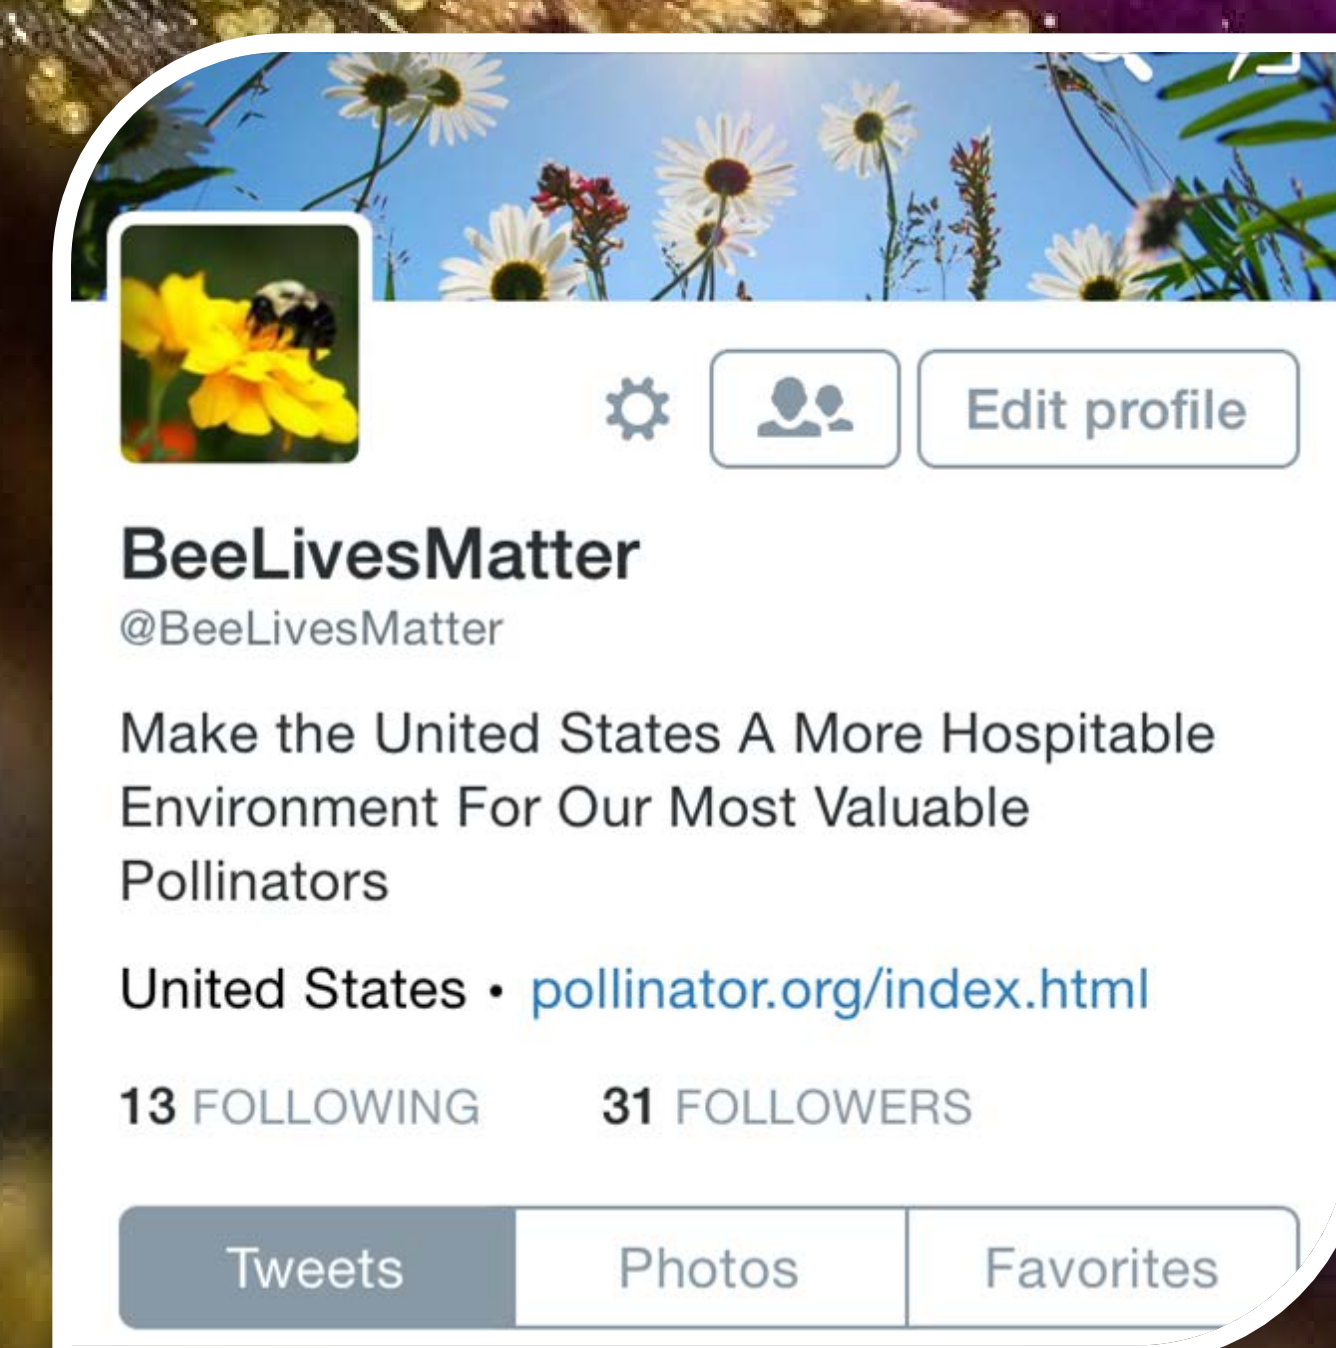 Edit profile
BeeLivesMatter
@BeeLivesMatter
Make the United States A More Hospitable
Environment For Our Most Valuable
Pollinators
United States • pollinator.org/index.html
13 FOLLOWING 31 FOLLOWERS
Tweets Photos Favorites